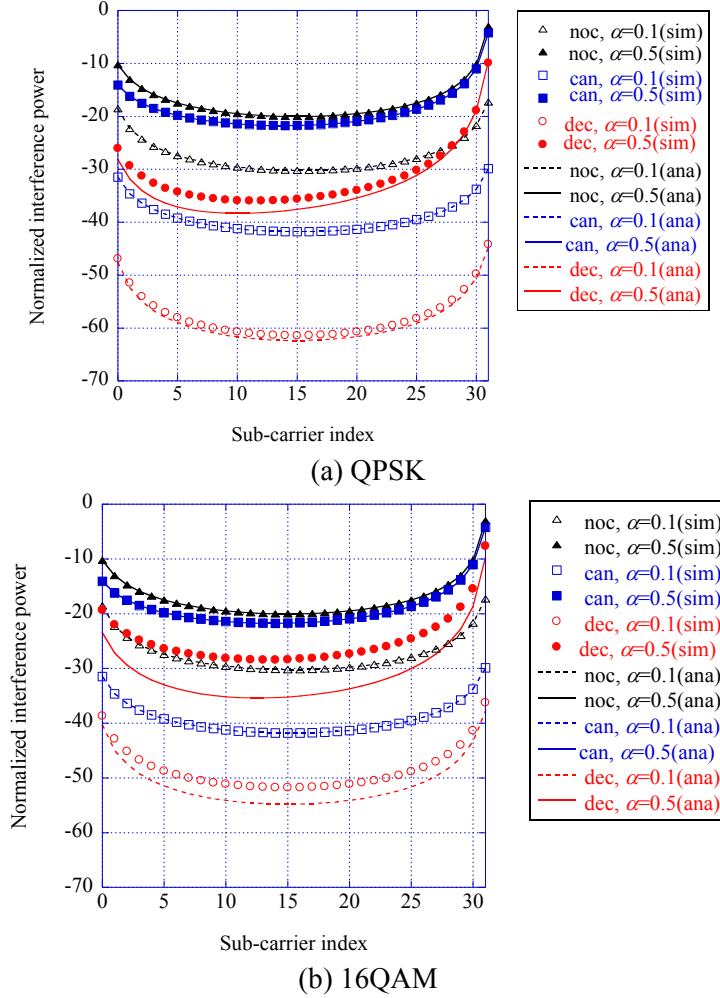 0
-10
-20
-30
-40
-50
-60
-70
0 5 10 15 20 25 30
Normalized interference power
Sub-carrier index
noc, α=0.1(sim)
noc, α=0.5(sim)
can, α=0.1(sim)
can, α=0.5(sim)
dec, α=0.1(sim)
dec, α=0.5(sim)
noc, α=0.1(ana)
noc, α=0.5(ana)
can, α=0.1(ana)
can, α=0.5(ana)
dec, α=0.1(ana)
dec, α=0.5(ana)
(a) QPSK
0
-10
-20
-30
-40
-50
-60
-70
0 5 10 15 20 25 30
Normalized interference power
Sub-carrier index
noc, α=0.1(sim)
noc, α=0.5(sim)
can, α=0.1(sim)
can, α=0.5(sim)
dec, α=0.1(sim)
dec, α=0.5(sim)
noc, α=0.1(ana)
noc, α=0.5(ana)
can, α=0.1(ana)
can, α=0.5(ana)
dec, α=0.1(ana)
dec, α=0.5(ana)
(b) 16QAM